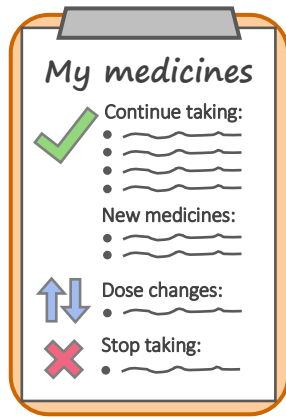 My medicines
Continue taking:
New medicines:
Dose changes:
Stop taking: